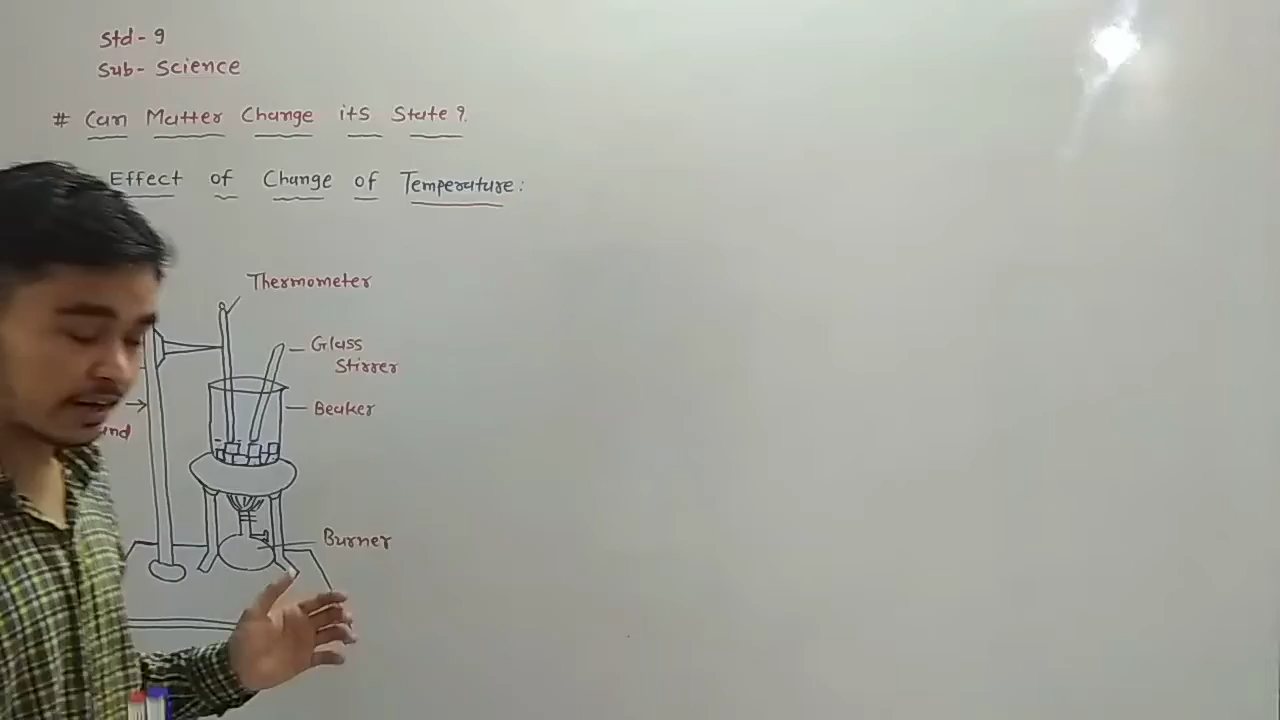 Std - 9
Sub - Science
# Can Matter Change its State ?
Effect of Change of Temperature :
Thermometer
Glass
Stirrer
Beaker
Burner